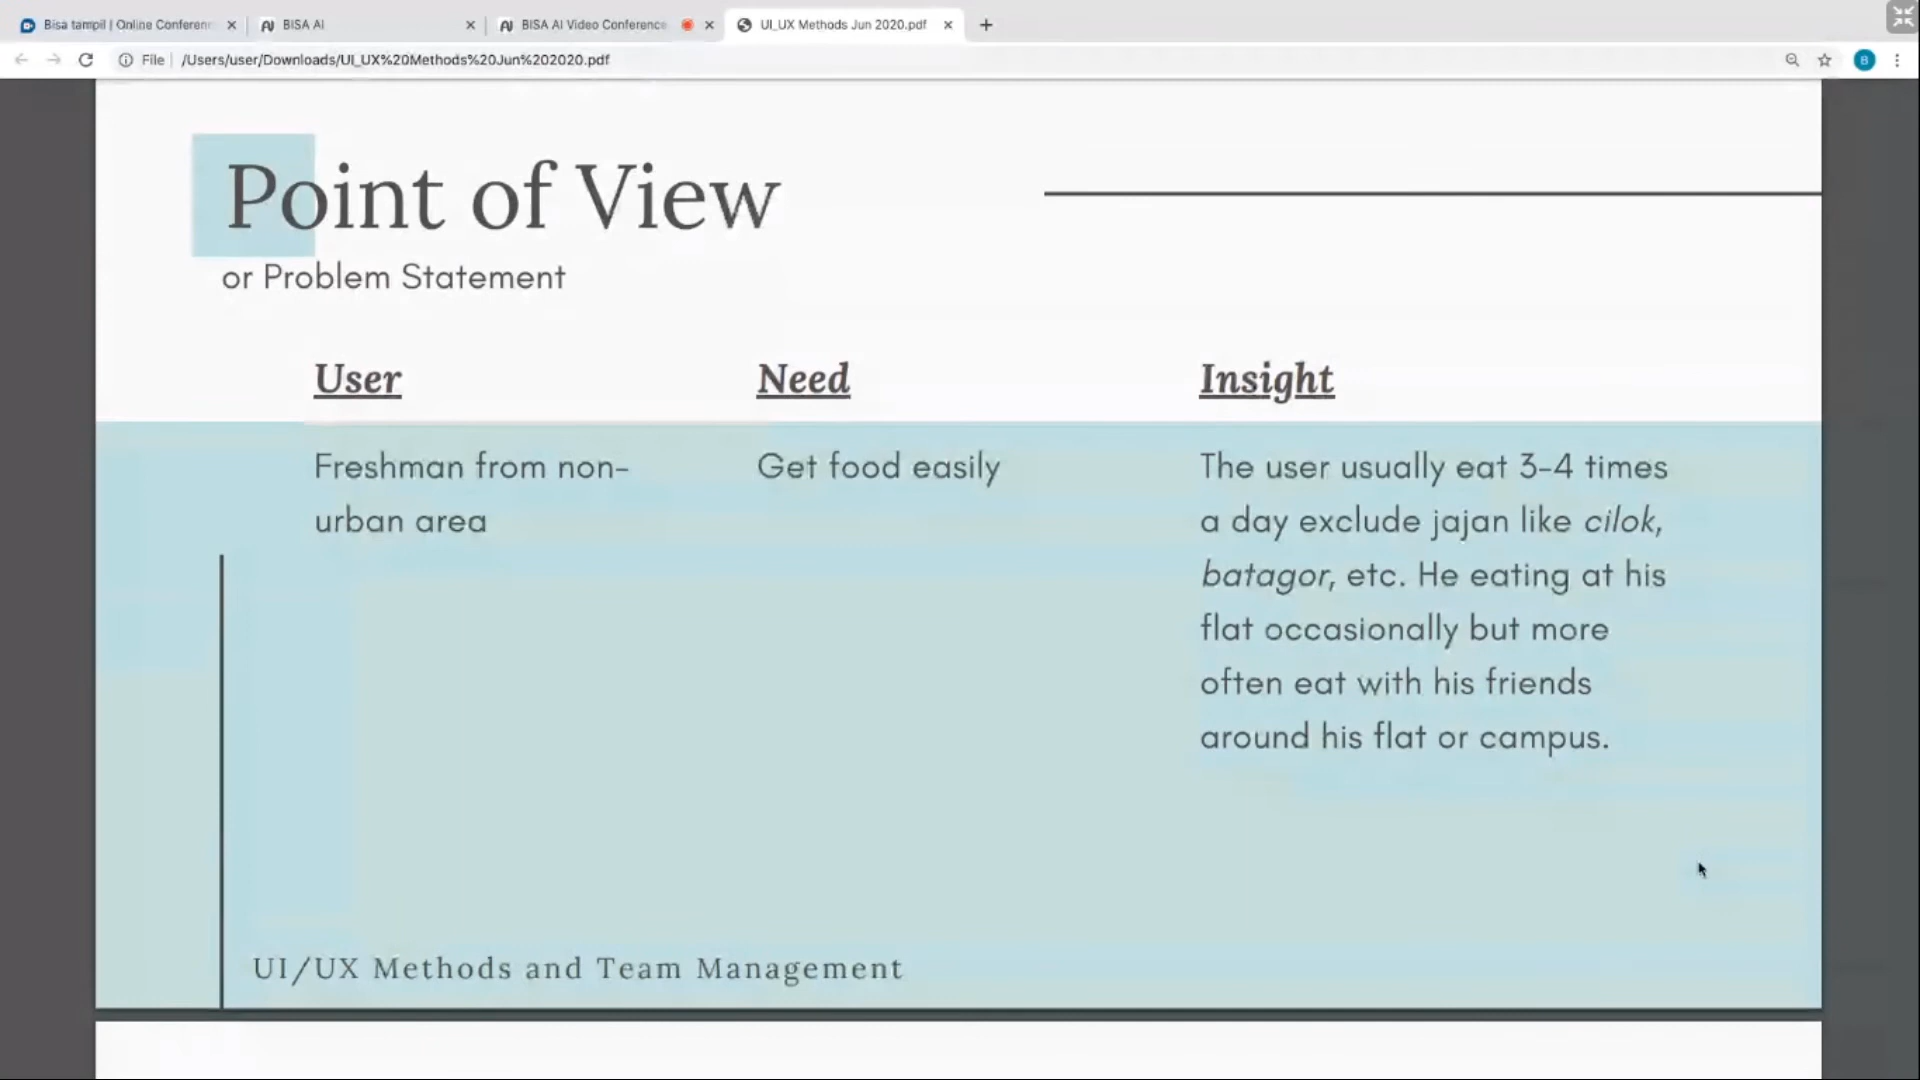 Bisa tampil | Online Conferenc
BISA AI
BISA AI Video Conference
UI_UX Methods Jun 2020.pdf
File
/Users/user/Downloads/UI_UX%20Methods%20Jun%202020.pdf
B
Point of View
or Problem Statement
User
Need
Insight
Freshman from non-
urban area
Get food easily
The user usually eat 3-4 times
a day exclude jajan like cilok,
batagor, etc. He eating at his
flat occasionally but more
often eat with his friends
around his flat or campus.
UI/UX Methods and Team Management